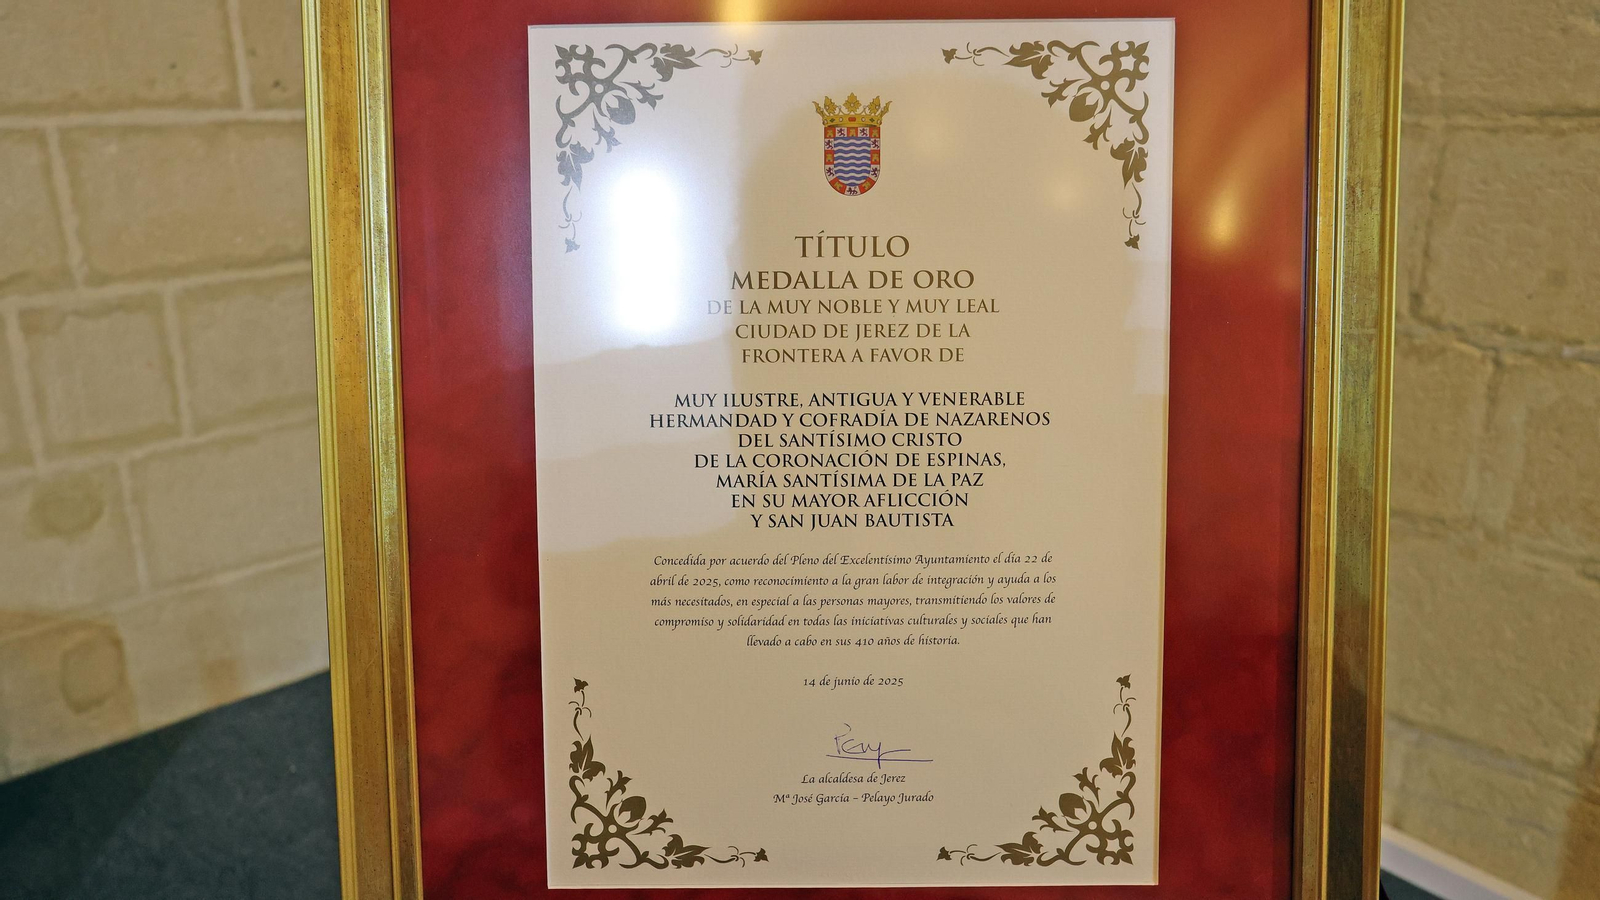 TÍTULO
MEDALLA DE ORO
DE LA MUY NOBLE Y MUY LEAL
CIUDAD DE JEREZ DE LA
FRONTERA A FAVOR DE
MUY ILUSTRE, ANTIGUA Y VENERABLE
HERMANDAD Y COFRADÍA DE NAZARENOS
DEL SANTÍSIMO CRISTO
DE LA CORONACIÓN DE ESPINAS,
MARÍA SANTÍSIMA DE LA PAZ
EN SU MAYOR AFLICCIÓN
Y SAN JUAN BAUTISTA
Concedida por acuerdo del Pleno del Excelentísimo Ayuntamiento el día 22 de
abril de 2025, como reconocimiento a la gran labor de integración y ayuda a los
más necesitados, en especial a las personas mayores, transmitiendo los valores de
compromiso y solidaridad en todas las iniciativas culturales y sociales que han
llevado a cabo en sus 410 años de historia.
14 de junio de 2025
La alcaldesa de Jerez
Mª José García – Pelayo Jurado